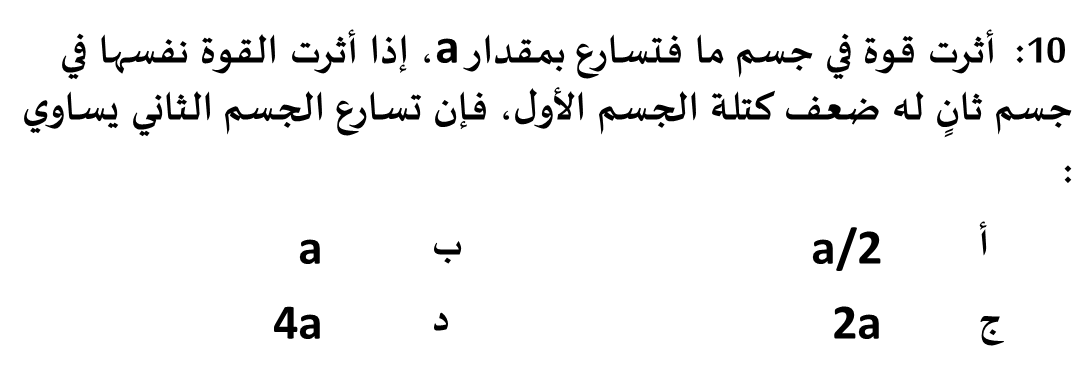 10: أثرت قوة في جسم ما فتسارع بمقدار a، إذا أثرت القوة نفسها في
جسم ثانٍ له ضعف كتلة الجسم الأول، فإن تسارع الجسم الثاني يساوي
:
أ a/2 ب a
ج 2a د 4a